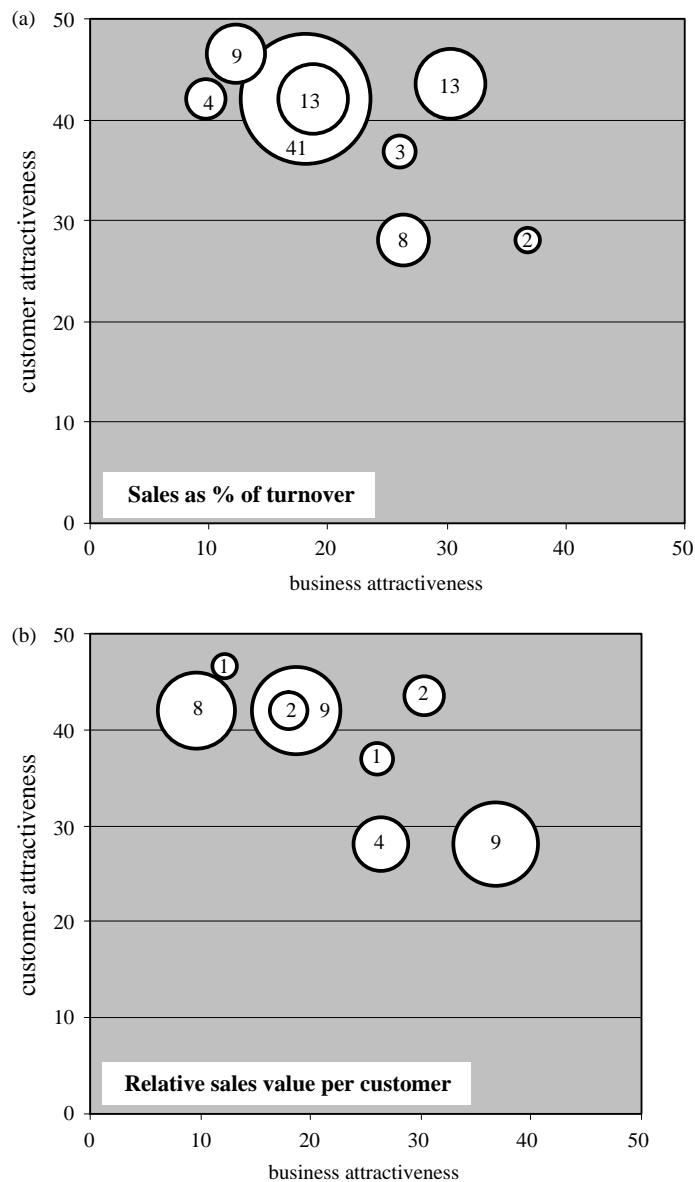 (a)
50
40
30
20
10
0
customer attractiveness
9
4
13
41
13
3
8
2
Sales as % of turnover
0 10 20 30 40 50
business attractiveness
(b)
50
40
30
20
10
0
customer attractiveness
1
8
2 9
2
1
4
9
Relative sales value per customer
0 10 20 30 40 50
business attractiveness